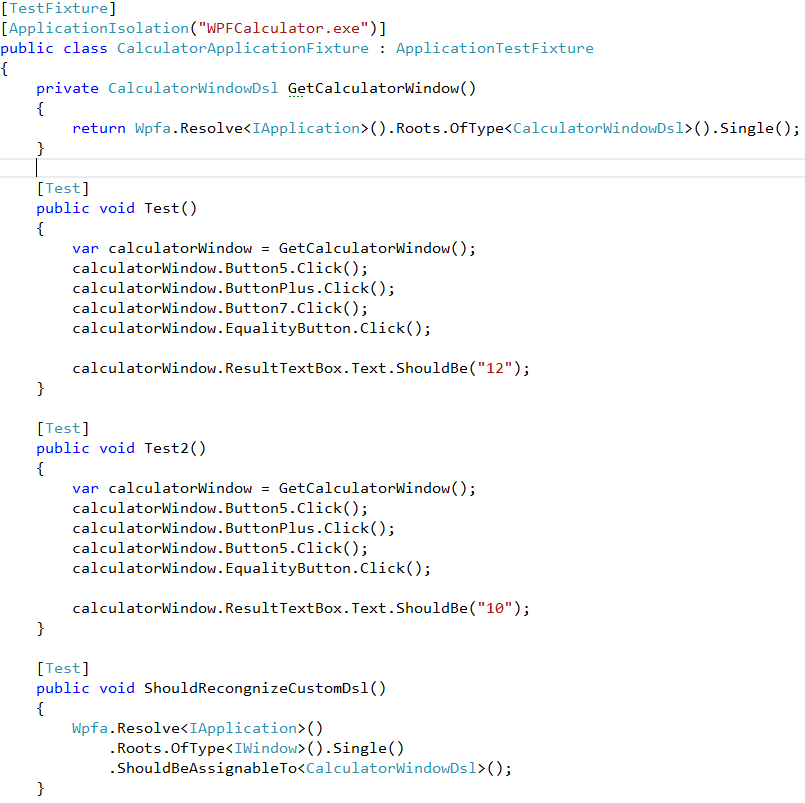 [TestFixture]
[ApplicationIsolation("WPFCalculator.exe")]
public class CalculatorApplicationFixture : ApplicationTestFixture
{
    private CalculatorWindowDsl GetCalculatorWindow()
    {
        return Wpfa.Resolve<IApplication>().Roots.OfType<CalculatorWindowDsl>().Single();
    }
    [Test]
    public void Test()
    {
        var calculatorWindow = GetCalculatorWindow();
        calculatorWindow.Button5.Click();
        calculatorWindow.ButtonPlus.Click();
        calculatorWindow.Button7.Click();
        calculatorWindow.EqualityButton.Click();
        calculatorWindow.ResultTextBox.Text.ShouldBe("12");
    }
    [Test]
    public void Test2()
    {
        var calculatorWindow = GetCalculatorWindow();
        calculatorWindow.Button5.Click();
        calculatorWindow.ButtonPlus.Click();
        calculatorWindow.Button5.Click();
        calculatorWindow.EqualityButton.Click();
        calculatorWindow.ResultTextBox.Text.ShouldBe("10");
    }
    [Test]
    public void ShouldRecongnizeCustomDsl()
    {
        Wpfa.Resolve<IApplication>()
            .Roots.OfType<IWindow>().Single()
            .ShouldBeAssignableTo<CalculatorWindowDsl>();
    }